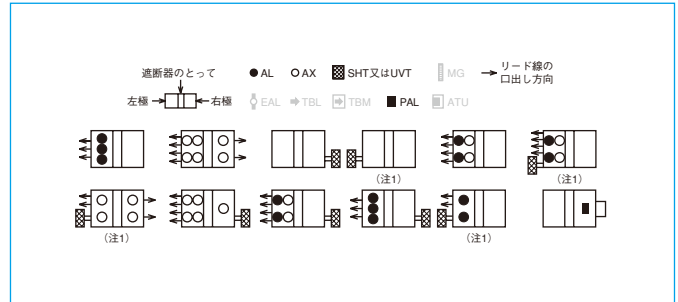 遮断器のとって
左極 右極
AL AX SHT又はUVT MG リード線の
口出し方向
EAL TBL TBM PAL ATU
(注1) (注1)
(注1) (注1)